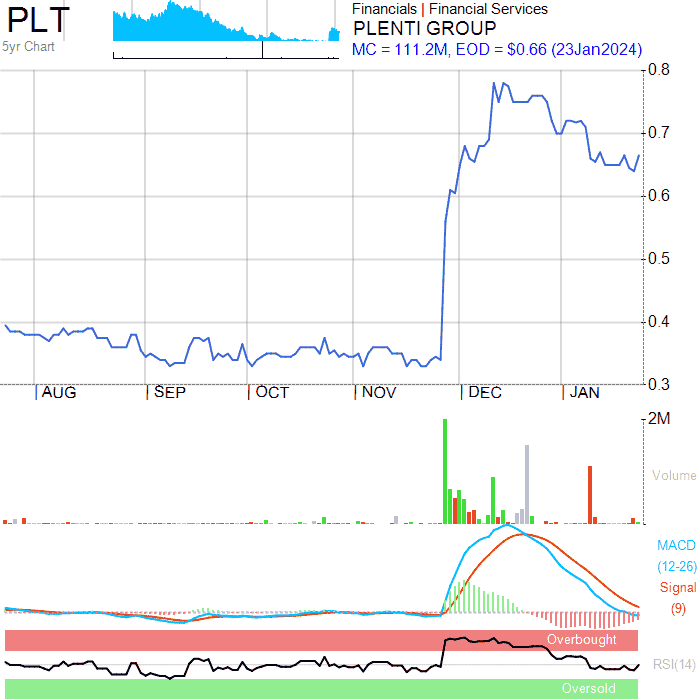 PLT
5yr Chart
Financials | Financial Services
PLENTI GROUP
MC = 111.2M, EOD = $0.66 (23Jan2024)
0.8
0.7
0.6
0.5
0.4
0.3
AUG SEP OCT NOV DEC JAN
2M
Volume
MACD
(12-26)
Signal
(9)
Overbought
RSI(14)
Oversold